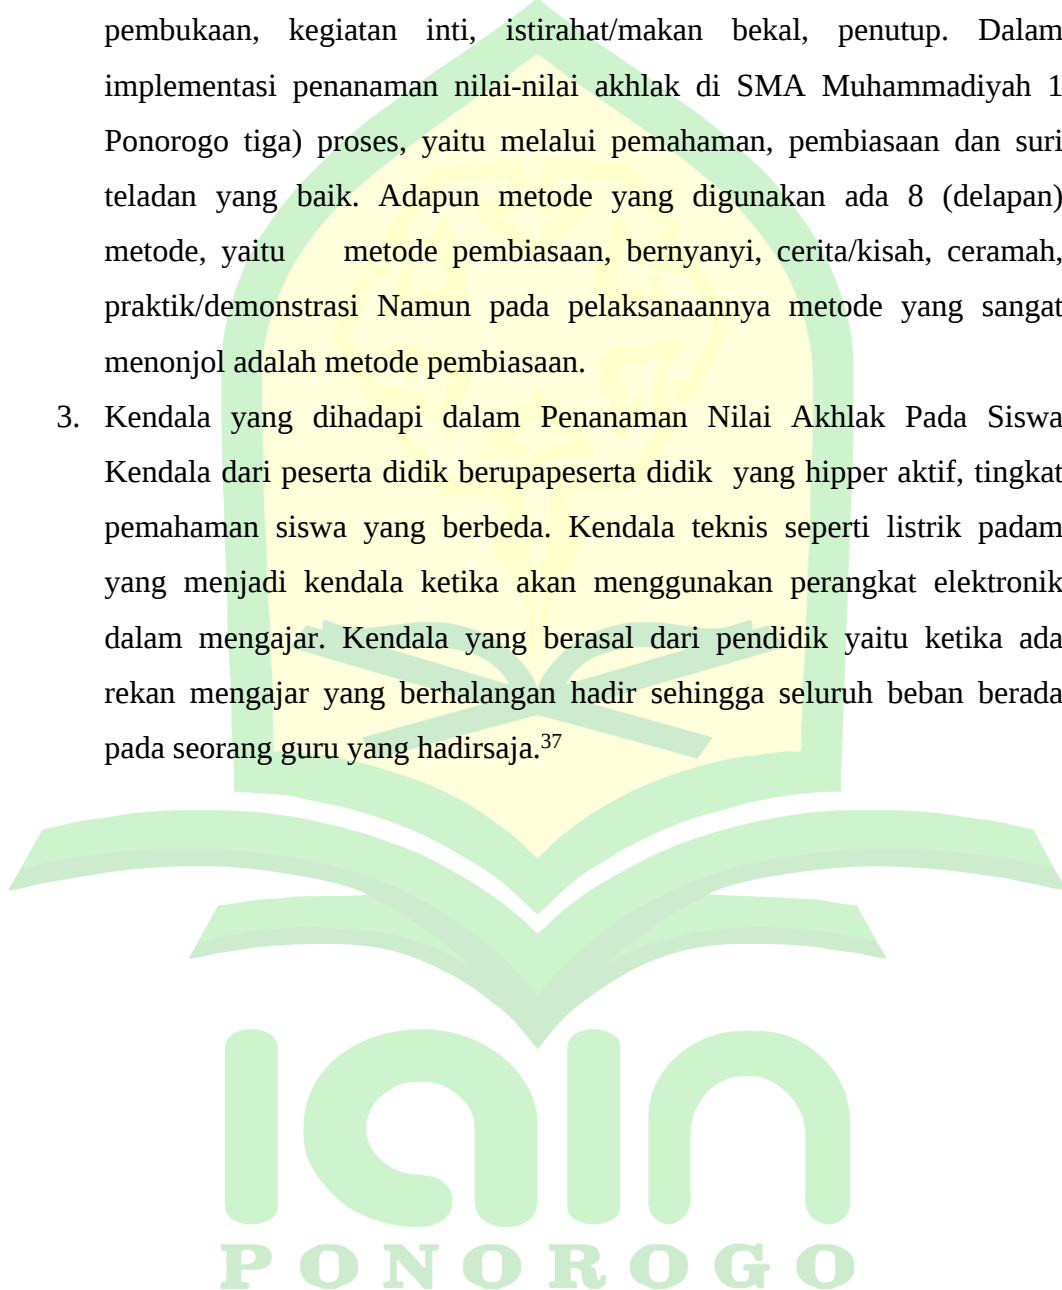 pembukaan, kegiatan inti, istirahat/makan bekal, penutup. Dalam
implementasi penanaman nilai-nilai akhlak di SMA Muhammadiyah 1
Ponorogo tiga) proses, yaitu melalui pemahaman, pembiasaan dan suri
teladan yang baik. Adapun metode yang digunakan ada 8 (delapan)
metode, yaitu metode pembiasaan, bernyanyi, cerita/kisah, ceramah,
praktik/demonstrasi Namun pada pelaksanaannya metode yang sangat
menonjol adalah metode pembiasaan.
3. Kendala yang dihadapi dalam Penanaman Nilai Akhlak Pada Siswa
Kendala dari peserta didik berupapeserta didik yang hipper aktif, tingkat
pemahaman siswa yang berbeda. Kendala teknis seperti listrik padam
yang menjadi kendala ketika akan menggunakan perangkat elektronik
dalam mengajar. Kendala yang berasal dari pendidik yaitu ketika ada
rekan mengajar yang berhalangan hadir sehingga seluruh beban berada
pada seorang guru yang hadirsaja.37
iain
PONOROGO